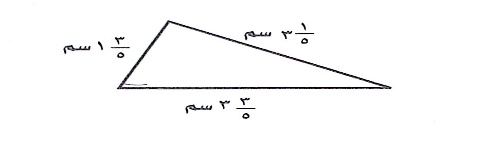 ٣ ١/٥ سم
١ ٣/٥ سم
٣ ٣/٥ سم